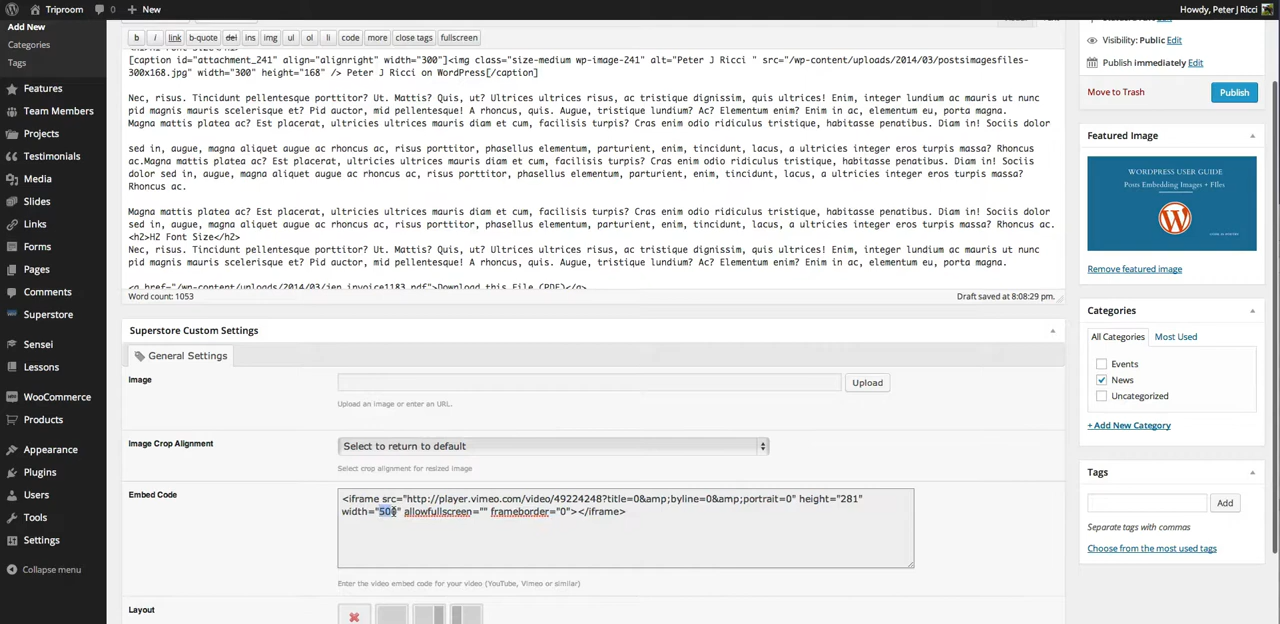 Triproom
0
New
Howdy, Peter J Ricci
Add New
Categories
Tags
Features
Team Members
Projects
Testimonials
Media
Slides
Links
Forms
Pages
Comments
Superstore
Sensei
Lessons
WooCommerce
Products
Appearance
Plugins
Users
Tools
Settings
Collapse menu
b
i
link
b-quote
del
ins
img
ul
ol
li
code
more
close tags
fullscreen
[caption id="attachment_241" align="alignright" width="300"]<img class="size-medium wp-image-241" alt="Peter J Ricci " src="/wp-content/uploads/2014/03/postsimagesfiles-
300x168.jpg" width="300" height="168" /> Peter J Ricci on WordPress[/caption]
Nec, risus. Tincidunt pellentesque porttitor? Ut. Mattis? Quis, ut? Ultrices ultrices risus, ac tristique dignissim, quis ultrices! Enim, integer lundium mauris ut nunc
pid magnis mauris scelerisque et? Pid auctor, mid pellentesque! A rhoncus, quis. Augue, tristique lundium? Ac? Elementum enim? Enim in ac, elementum eu, porta magna.
Magna mattis platea ac? Est placerat, ultricies ultricies mauris diam et cum, facilisis turpis? Cras enim odio ridiculus tristique, habitasse penatibus. Diam in! Sociis dolor
sed in, augue, magna aliquet augue ac rhoncus ac, risus porttitor, phasellus elementum, parturient, enim, tincidunt, lacus, a ultricies integer eros turpis massa? Rhoncus
ac.Magna mattis platea ac? Est placerat, ultricies ultricies mauris diam et cum, facilisis turpis? Cras enim odio ridiculus tristique, habitasse penatibus. Diam in! Sociis
dolor sed in, augue, magna aliquet augue ac rhoncus ac, risus porttitor, phasellus elementum, parturient, enim, tincidunt, lacus, a ultricies integer eros turpis massa?
Rhoncus ac.
Magna mattis platea ac? Est placerat, ultricies ultricies mauris diam et cum, facilisis turpis? Cras enim odio ridiculus tristique, habitasse penatibus. Diam in! Sociis dolor
sed in, augue, magna aliquet augue ac rhoncus ac, risus porttitor, phasellus elementum, parturient, enim, tincidunt, lacus, a ultricies integer eros turpis massa? Rhoncus ac.
<h2>H2 Font Size</h2>
Nec, risus. Tincidunt pellentesque porttitor? Ut. Mattis? Quis, ut? Ultrices ultrices risus, ac tristique dignissim, quis ultrices! Enim, integer lundium mauris ut nunc
pid magnis mauris scelerisque et? Pid auctor, mid pellentesque! A rhoncus, quis. Augue, tristique lundium? Ac? Elementum enim? Enim in ac, elementum eu, porta magna.
<a href="/wp-content/uploads/2014/03/jen_invoice1183.pdf">Download this File (PDF)</a>
Word count: 1053
Draft saved at 8:08:29 pm.
Superstore Custom Settings
General Settings
Image
Upload
Upload an image or enter an URL.
Image Crop Alignment
Select to return to default
Select crop alignment for resized image
Embed Code
<iframe src="http://player.vimeo.com/video/49224248?title=0&amp;byline=0&amp;portrait=0" height="281"
width="500" allowfullscreen="" frameborder="0"></iframe>
Enter the video embed code for your video (YouTube, Vimeo or similar)
Layout
Visibility: Public Edit
Publish immediately Edit
Move to Trash
Publish
Featured Image
WORDPRESS USER GUIDE
Posts Embedding Images + Files
Remove featured image
Categories
All Categories
Most Used
Events
News
Uncategorized
+ Add New Category
Tags
Add
Separate tags with commas
Choose from the most used tags